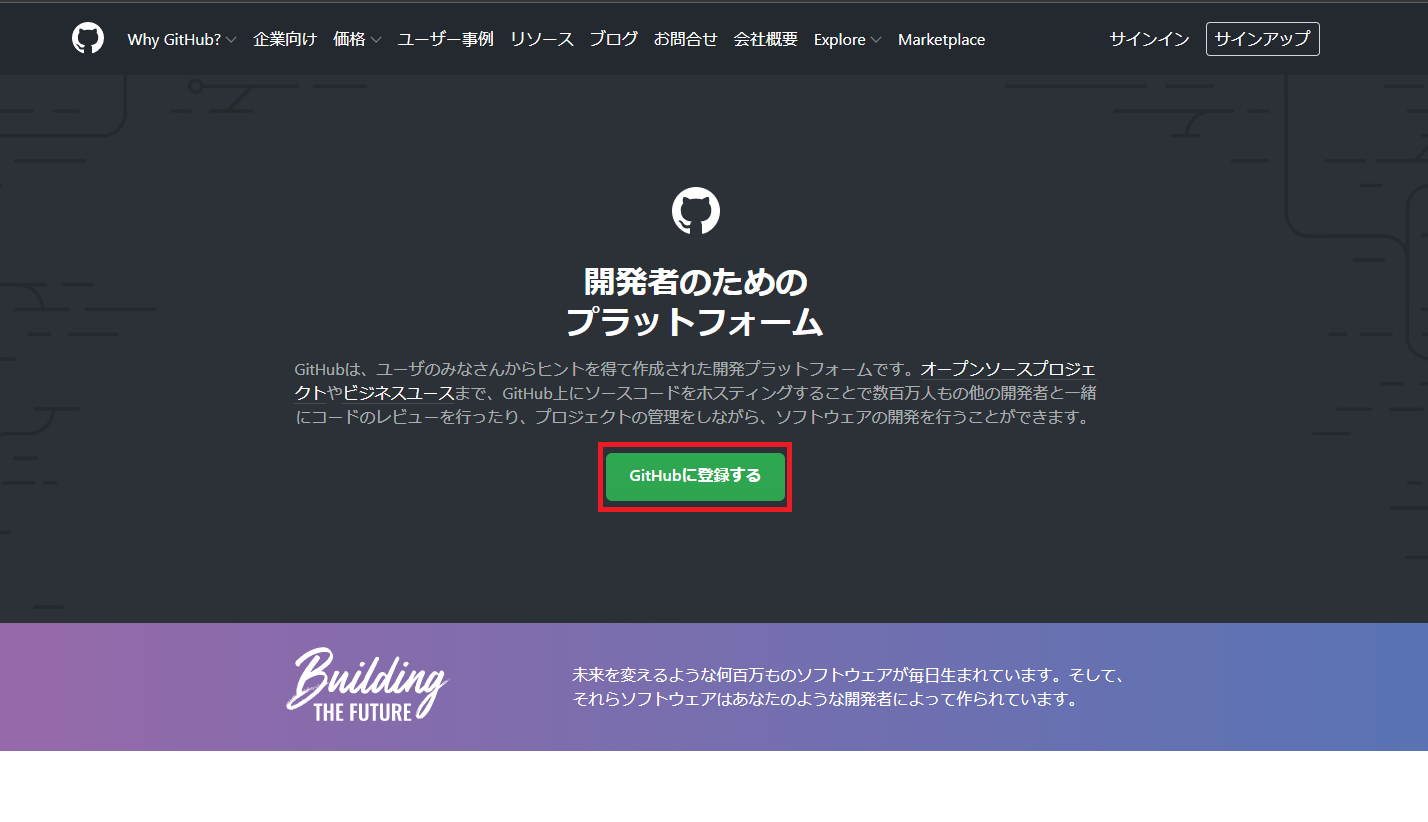 Why GitHub? 企業向け 価格 ユーザー事例 リソース ブログ お問合せ 会社概要 Explore Marketplace サインイン サインアップ
開発者のための
プラットフォーム
GitHubは、ユーザのみなさんからヒントを得て作成された開発プラットフォームです。オープンソースプロジェ
クトやビジネスユースまで、GitHub上にソースコードをホスティングすることで数百万人もの他の開発者と一緒
にコードのレビューを行ったり、プロジェクトの管理をしながら、ソフトウェアの開発を行うことができます。
GitHubに登録する
Building
THE FUTURE
未来を変えるような何百万ものソフトウェアが毎日生まれています。そして、
それらソフトウェアはあなたのような開発者によって作られています。